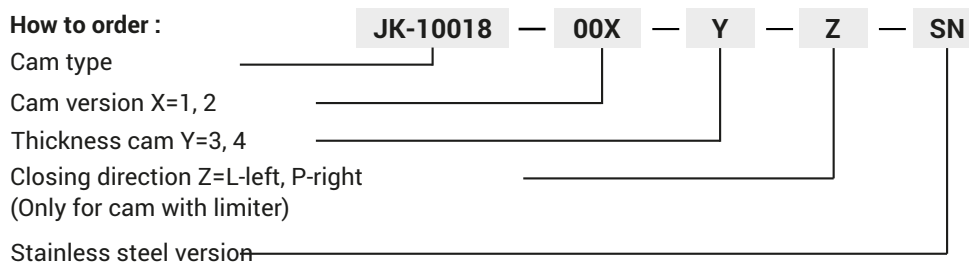 How to order : JK-10018 — 00X — Y — Z — SN
Cam type
Cam version X=1, 2
Thickness cam Y=3, 4
Closing direction Z=L-left, P-right
(Only for cam with limiter)
Stainless steel version